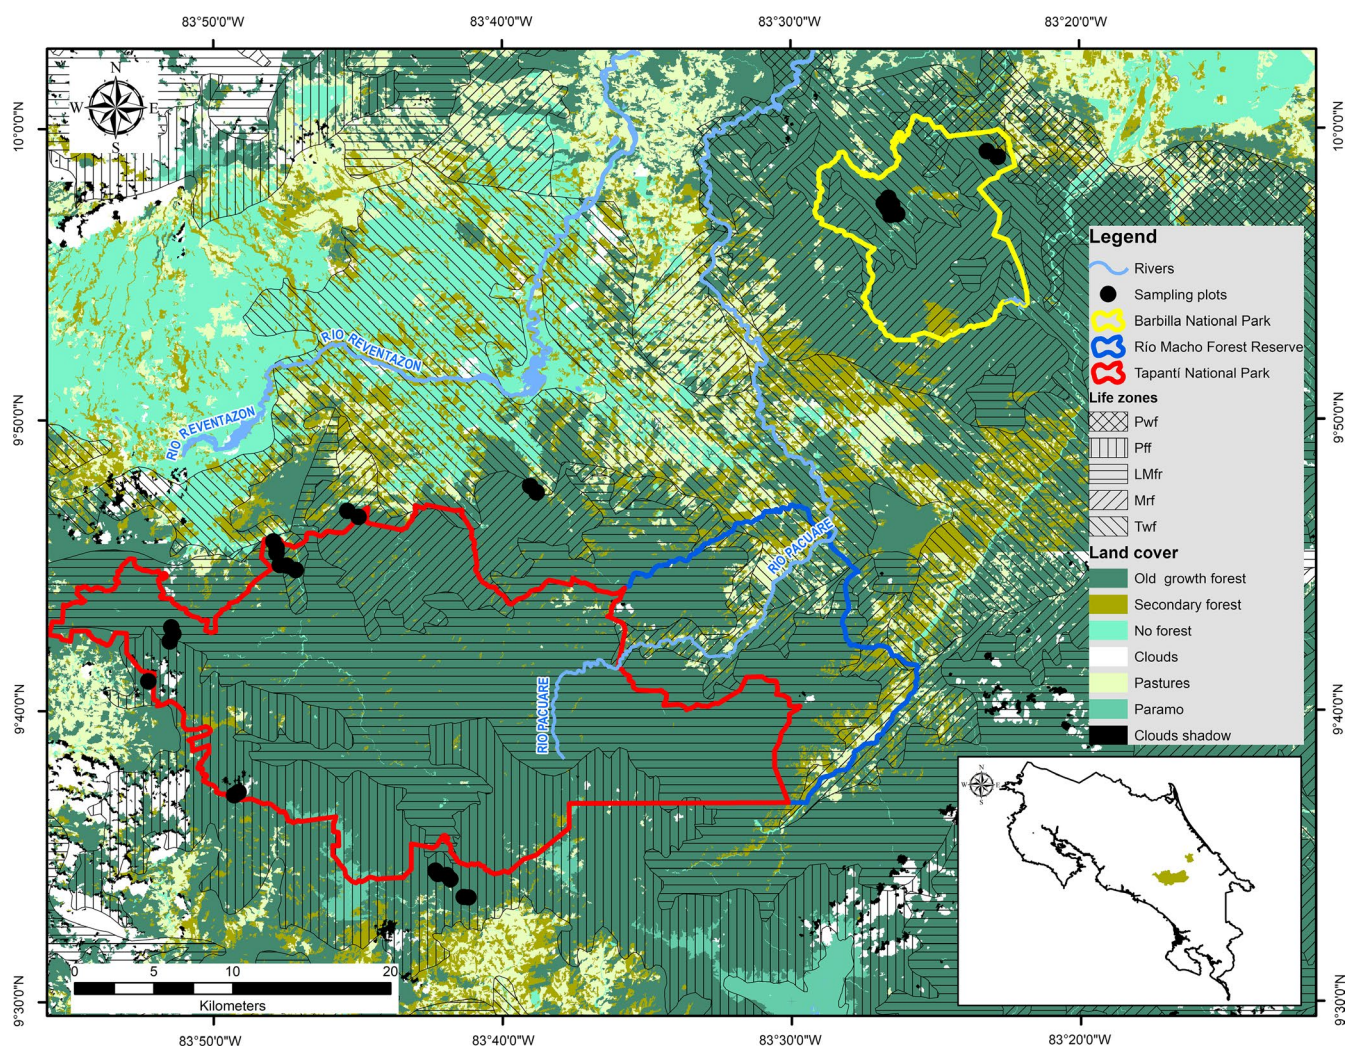 83°50'0"W 83°40'0"W 83°30'0"W 83°20'0"W
N
W E
S
10°0'0"N
10°0'0"N
Legend
Rivers
Sampling plots
Barbilla National Park
Río Macho Forest Reserve
Tapantí National Park
Life zones
Pwf
Pff
LMfr
Mrf
Twf
Land cover
Old growth forest
Secondary forest
No forest
Clouds
Pastures
Paramo
Clouds shadow
RIO REVENTAZON
RIO REVENTAZON
9°50'0"N
9°50'0"N
RIO PACUARE
RIO PACUARE
9°40'0"N
9°40'0"N
N
W E
S
0 5 10 20
Kilometers
9°30'0"N
9°30'0"N
83°50'0"W 83°40'0"W 83°30'0"W 83°20'0"W